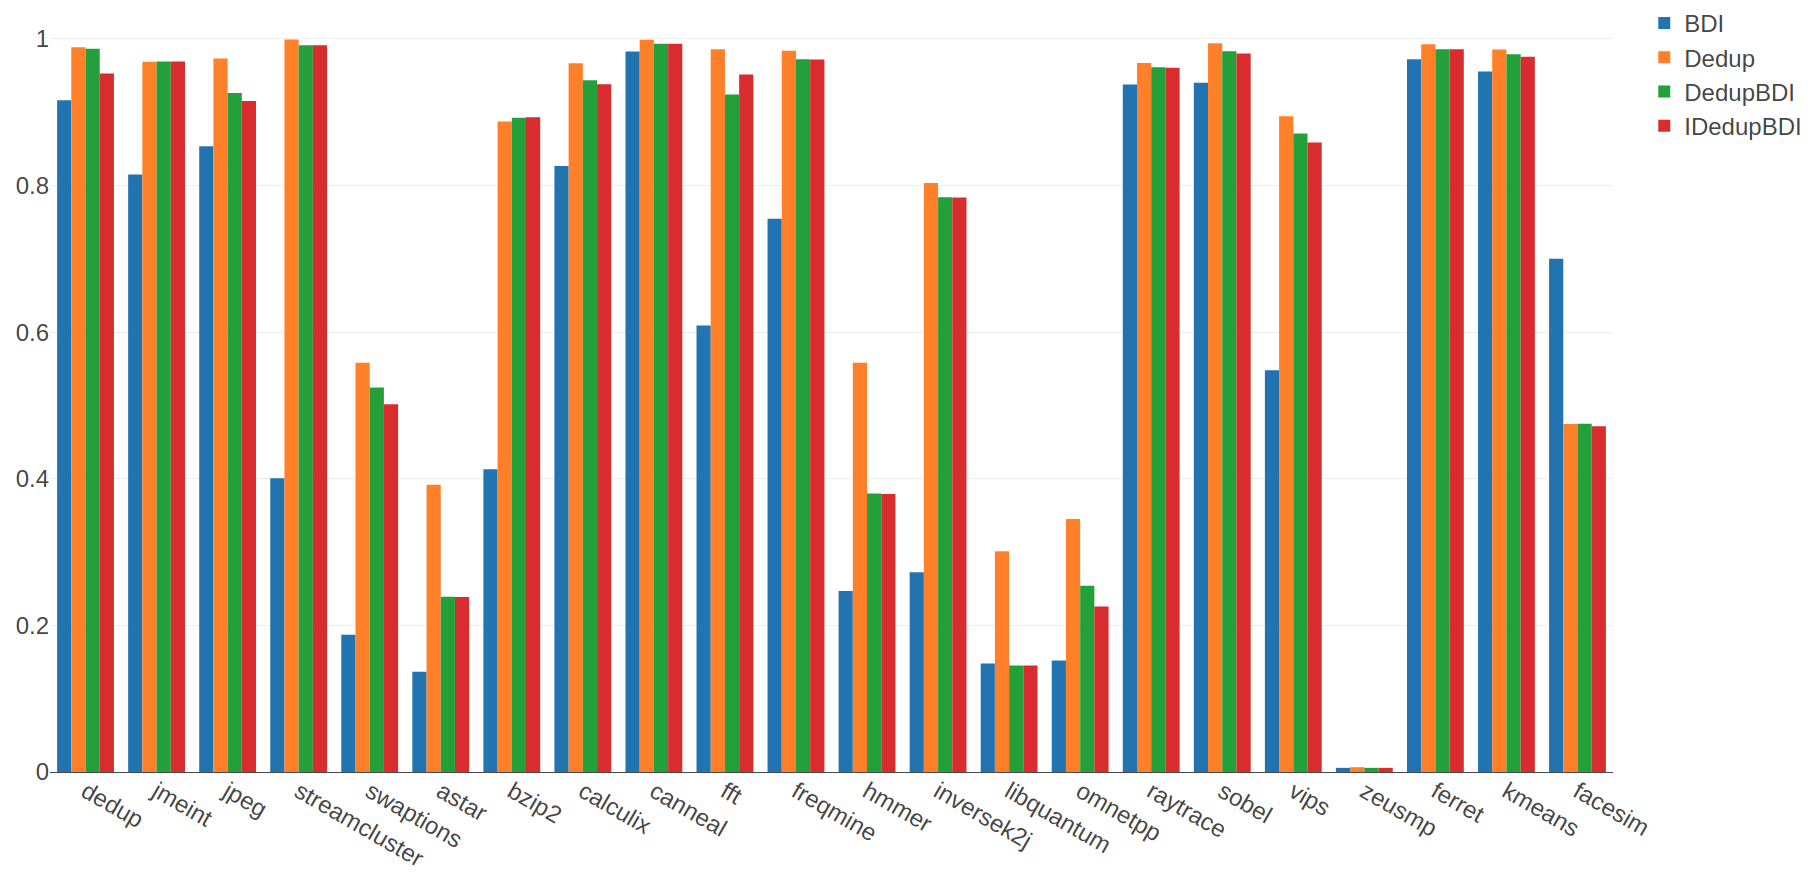 BDI
Dedup
DedupBDI
IDedupBDI
1
0.8
0.6
0.4
0.2
0
dedup
jmeint
jpeg
streamcluster
swaptions
astar
bzip2
calculix
canneal
fft
freqmine
hmmer
inversek2j
libquantum
omnetpp
raytrace
sobel
vips
zeusmp
ferret
kmeans
facesim